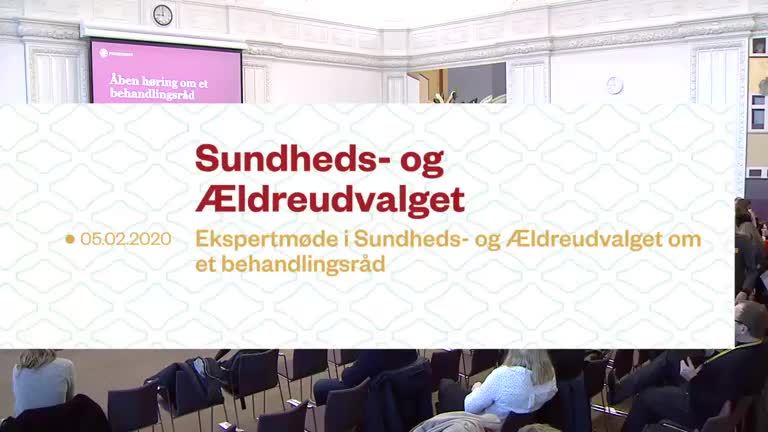 Åben høring om et
behandlingsråd
Sundheds- og
Ældreudvalget
05.02.2020
Ekspertmøde i Sundheds- og Ældreudvalget om
et behandlingsråd